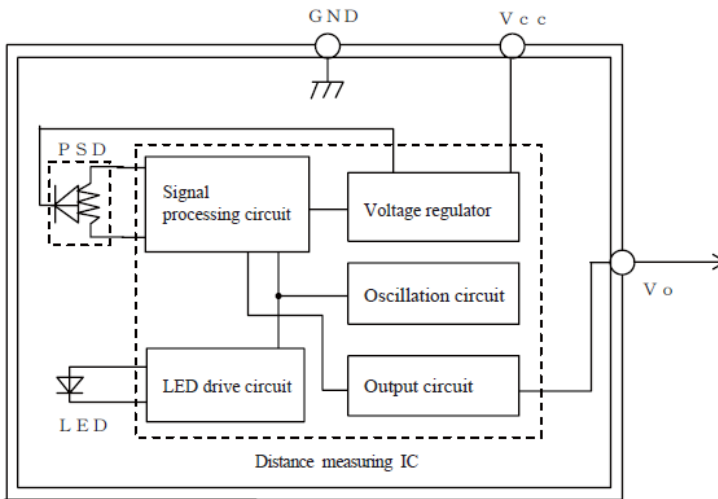 GND
Vcc
PSD
Signal
processing circuit
Voltage regulator
Oscillation circuit
Vo
LED drive circuit
Output circuit
LED
Distance measuring IC